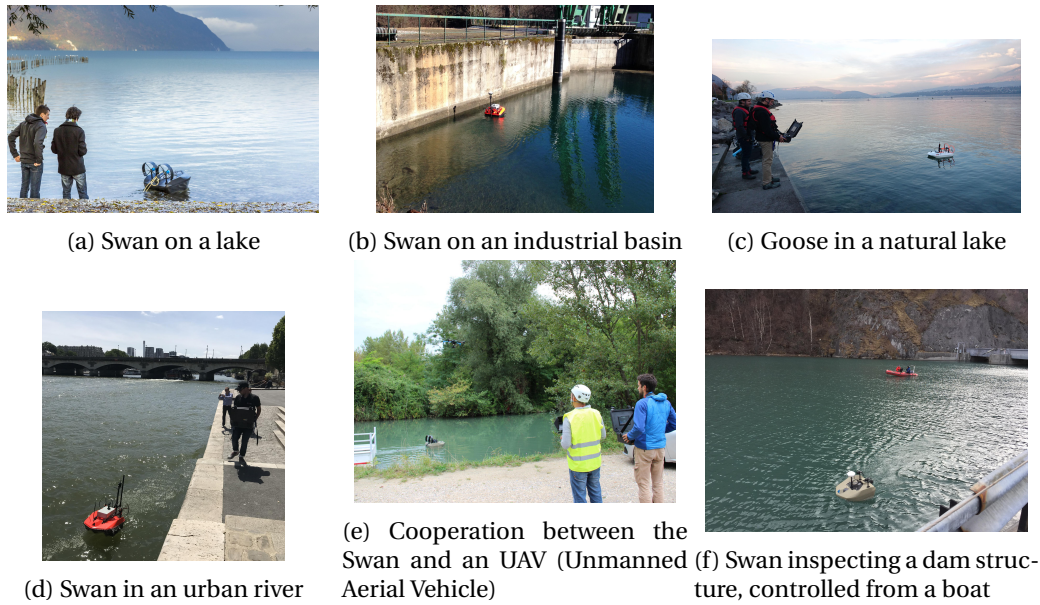 (a) Swan on a lake
(b) Swan on an industrial basin
(c) Goose in a natural lake
(d) Swan in an urban river
(e) Cooperation between the
Swan and an UAV (Unmanned
Aerial Vehicle)
(f) Swan inspecting a dam struc-
ture, controlled from a boat